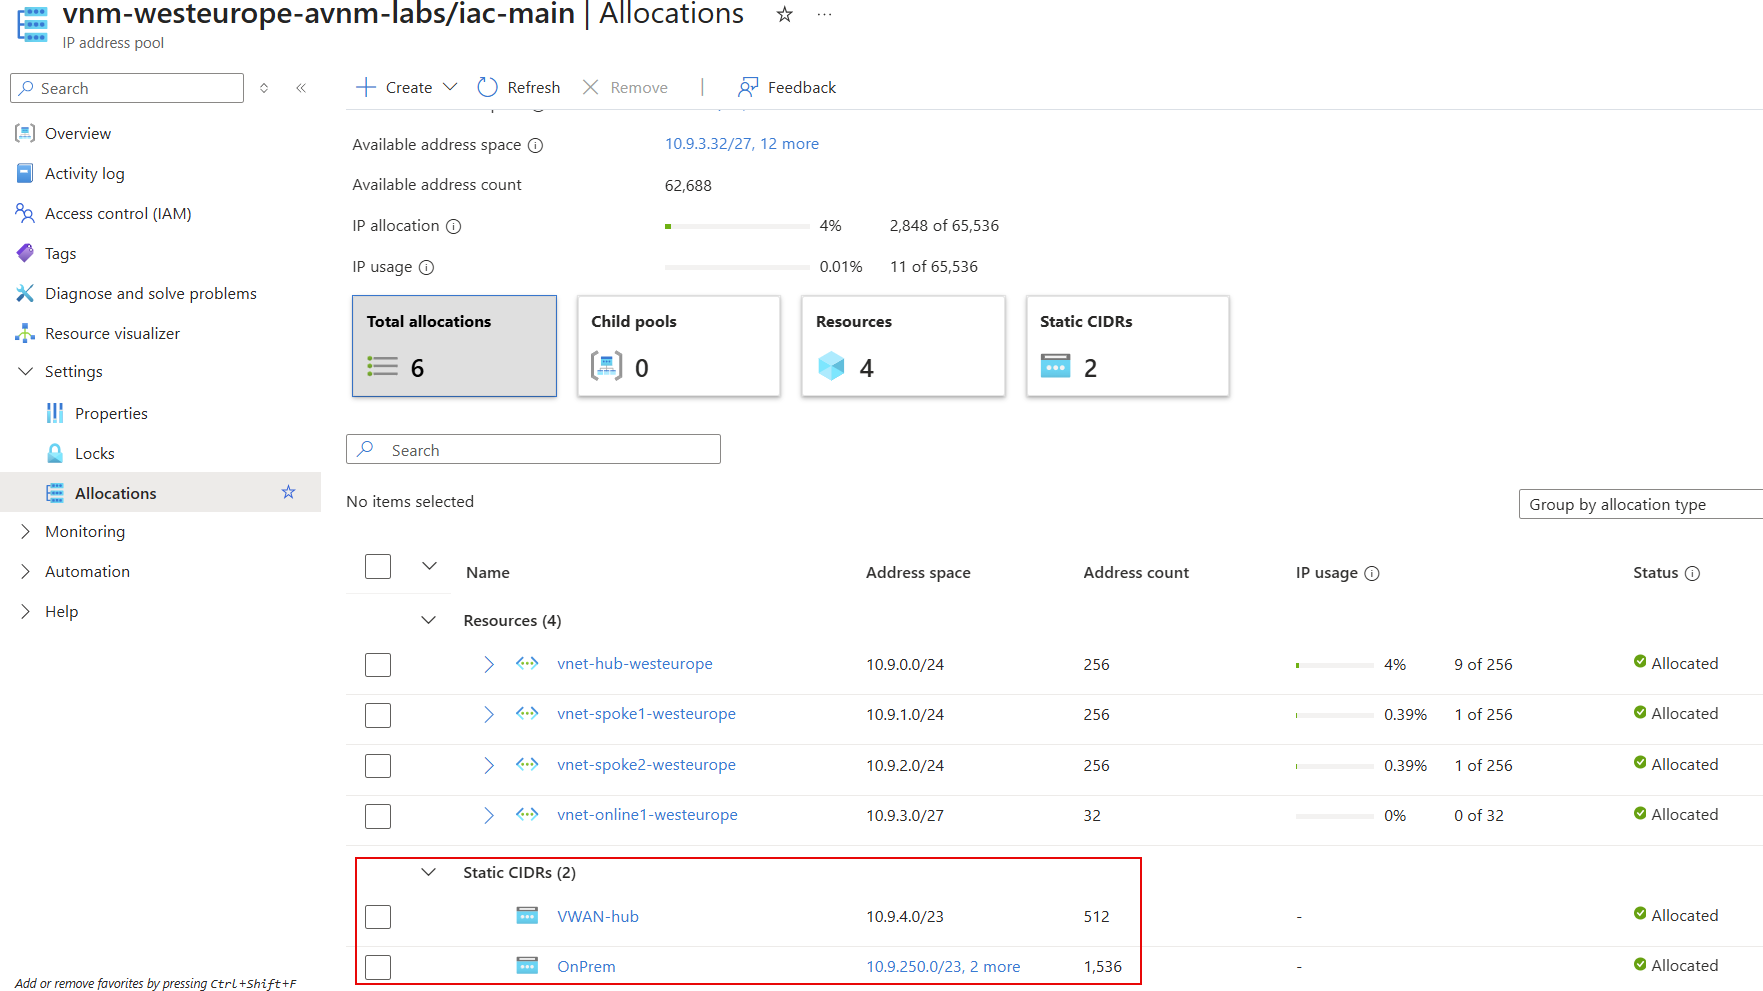 vnm-westeurope-avnm-labs/iac-main | Allocations
IP address pool
Search
Create
Refresh
Remove
Feedback
Overview
Activity log
Access control (IAM)
Tags
Diagnose and solve problems
Resource visualizer
Settings
Properties
Locks
Allocations
Monitoring
Automation
Help
Add or remove favorites by pressing Ctrl+Shift+F
Available address space 10.9.3.32/27, 12 more
Available address count 62,688
IP allocation 4% 2,848 of 65,536
IP usage 0.01% 11 of 65,536
Total allocations
6
Child pools
0
Resources
4
Static CIDRs
2
Search
No items selected
Group by allocation type
Name Address space Address count IP usage Status
Resources (4)
vnet-hub-westeurope 10.9.0.0/24 256 4% 9 of 256 Allocated
vnet-spoke1-westeurope 10.9.1.0/24 256 0.39% 1 of 256 Allocated
vnet-spoke2-westeurope 10.9.2.0/24 256 0.39% 1 of 256 Allocated
vnet-online1-westeurope 10.9.3.0/27 32 0% 0 of 32 Allocated
Static CIDRs (2)
VWAN-hub 10.9.4.0/23 512 - Allocated
OnPrem 10.9.250.0/23, 2 more 1,536 - Allocated